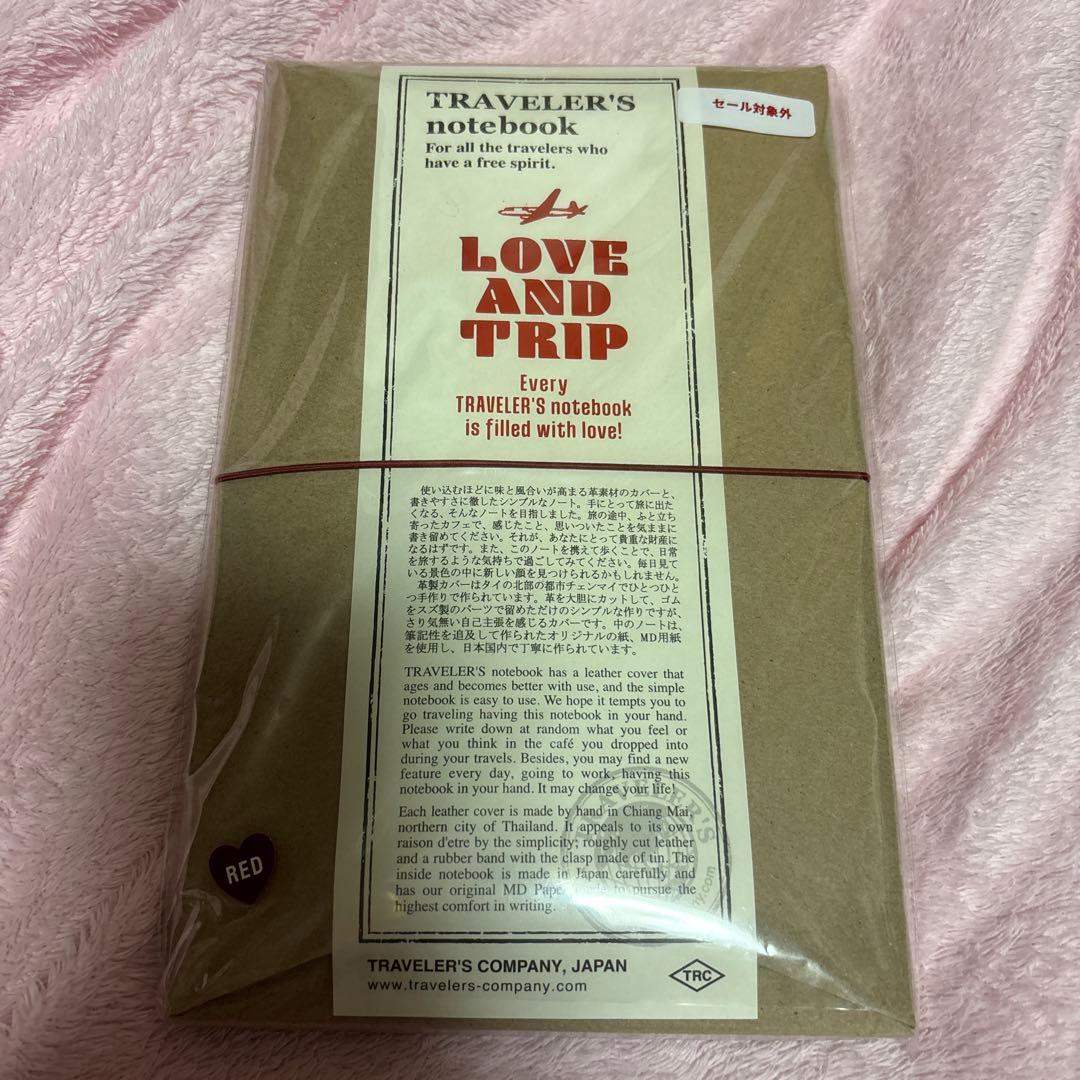 TRAVELER'S
notebook
For all the travelers who
have a free spirit.
セール対象外
LOVE
AND
TRIP
Every
TRAVELER'S notebook
is filled with love!
使い込むほどに味と風合いが高まる革素材のカバーと、
書きやすさに徹したシンプルなノート。手にとって旅に出た
くなる、そんなノートを目指しました。旅の途中、ふと立ち
寄ったカフェで、感じたこと、思いついたことを気ままに
書き留めてください。それが、あなたにとって貴重な財産に
なるはずです。また、このノートを携えて歩くことで、日常
を旅するような気持ちで過ごしてみてください。毎日見て
いる景色の中に新しい顔を見つけられるかもしれません。
革製カバーはタイの北部の都市チェンマイでひとつひと
つ手作りで作られています。革を大胆にカットして、ゴム
をスズ製のパーツで留めただけのシンプルな作りですが、
さり気無い自己主張を感じるカバーです。中のノートは、
筆記性を追及して作られたオリジナルの紙、MD用紙
を使用し、日本国内で丁寧に作られています。
TRAVELER'S notebook has a leather cover that
ages and becomes better with use, and the simple
notebook is easy to use. We hope it tempts you to
go traveling having this notebook in your hand.
Please write down at random what you feel or
what you think in the café you dropped into
during your travels. Besides, you may find a new
feature every day, going to work, having this
notebook in your hand. It may change your life!
Each leather cover is made by hand in Chiang Mai,
northern city of Thailand. It appeals to its own
raison d'etre by the simplicity; roughly cut leather
and a rubber band with the clasp made of tin. The
inside notebook is made in Japan carefully and
has our original MD Paper made to pursue the
highest comfort in writing.
TRAVELER'S
RED
TRAVELER'S COMPANY, JAPAN
www.travelers-company.com
TRC